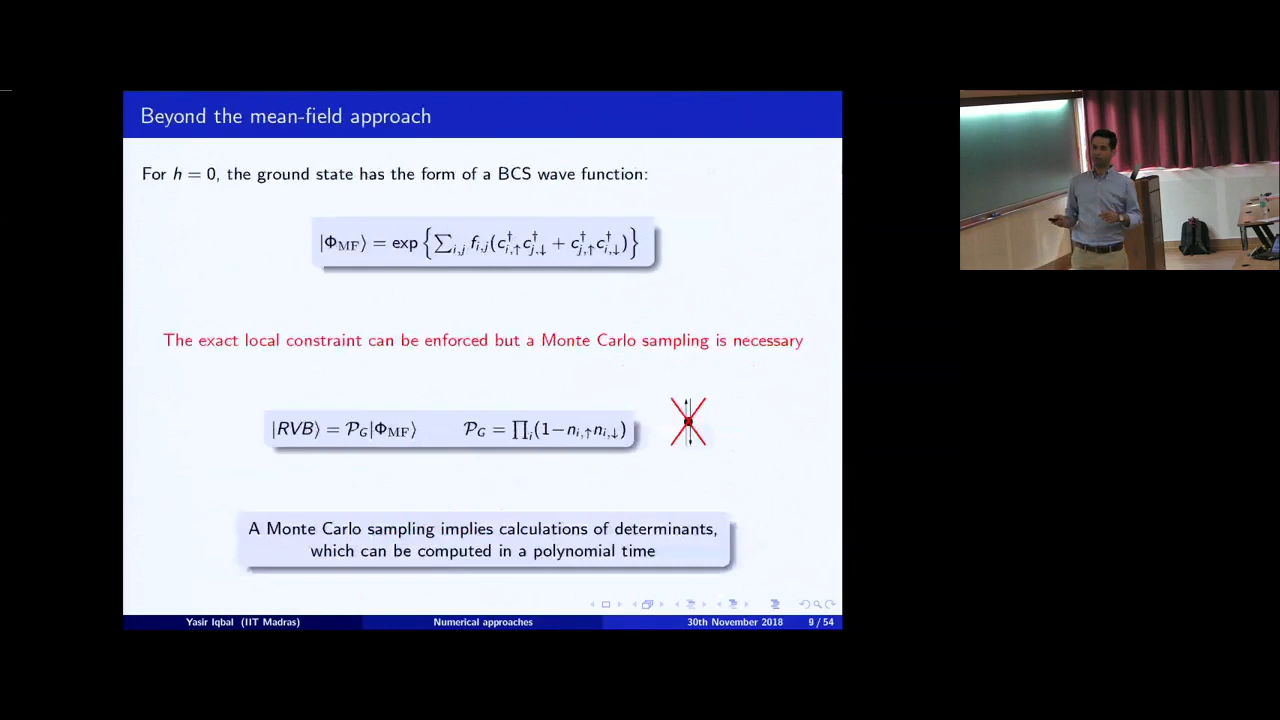 Beyond the mean-field approach
For h = 0, the ground state has the form of a BCS wave function:
|Φ_MF⟩ = exp{∑_{i,j} f_{i,j}(c†_{i,↑}c†_{j,↓} + c†_{j,↑}c†_{i,↓})}
The exact local constraint can be enforced but a Monte Carlo sampling is necessary
|RVB⟩ = 𝒫_G|Φ_MF⟩ 𝒫_G = ∏_i(1−n_{i,↑}n_{i,↓})
A Monte Carlo sampling implies calculations of determinants,
which can be computed in a polynomial time
Yasir Iqbal (IIT Madras) Numerical approaches 30th November 2018 9 / 54